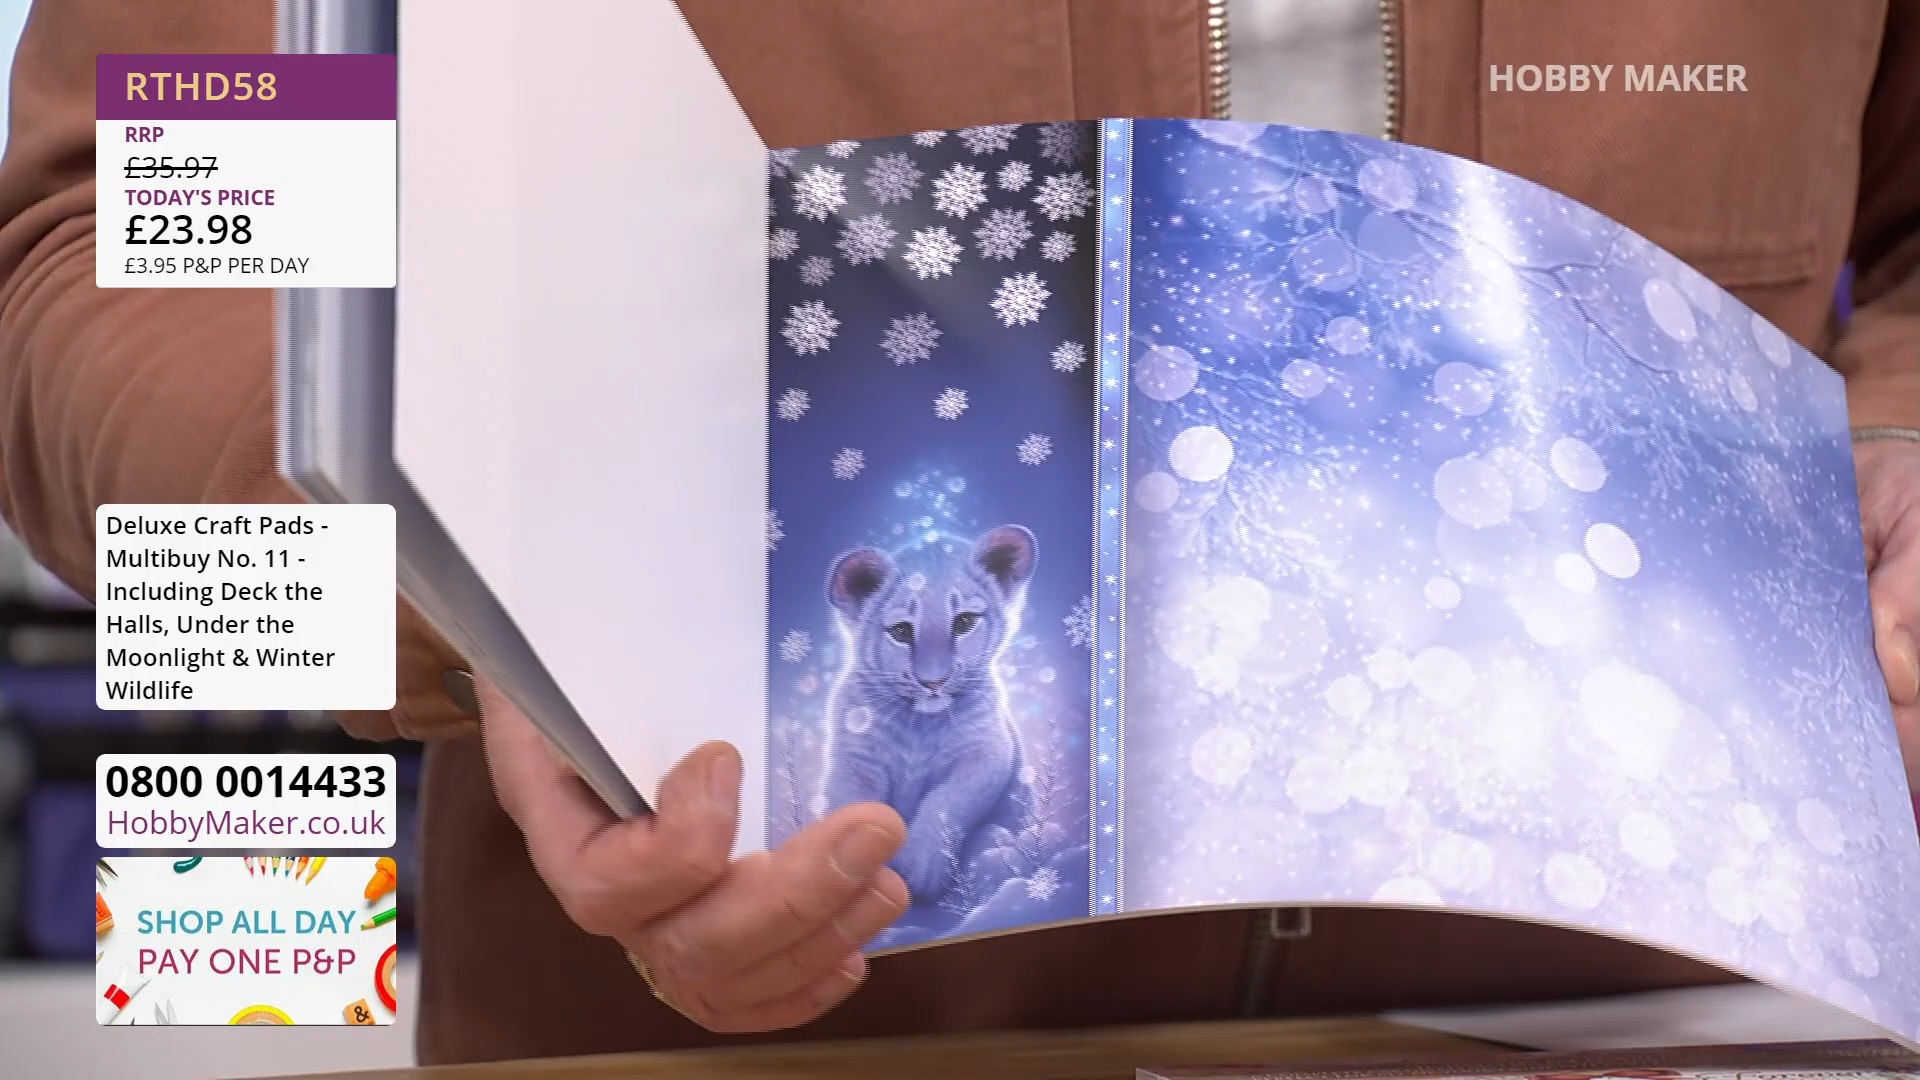 RTHD58
RRP
£35.97
TODAY'S PRICE
£23.98
£3.95 P&P PER DAY
HOBBY MAKER
Deluxe Craft Pads -
Multibuy No. 11 -
Including Deck the
Halls, Under the
Moonlight & Winter
Wildlife
0800 0014433
HobbyMaker.co.uk
SHOP ALL DAY
PAY ONE P&P
&